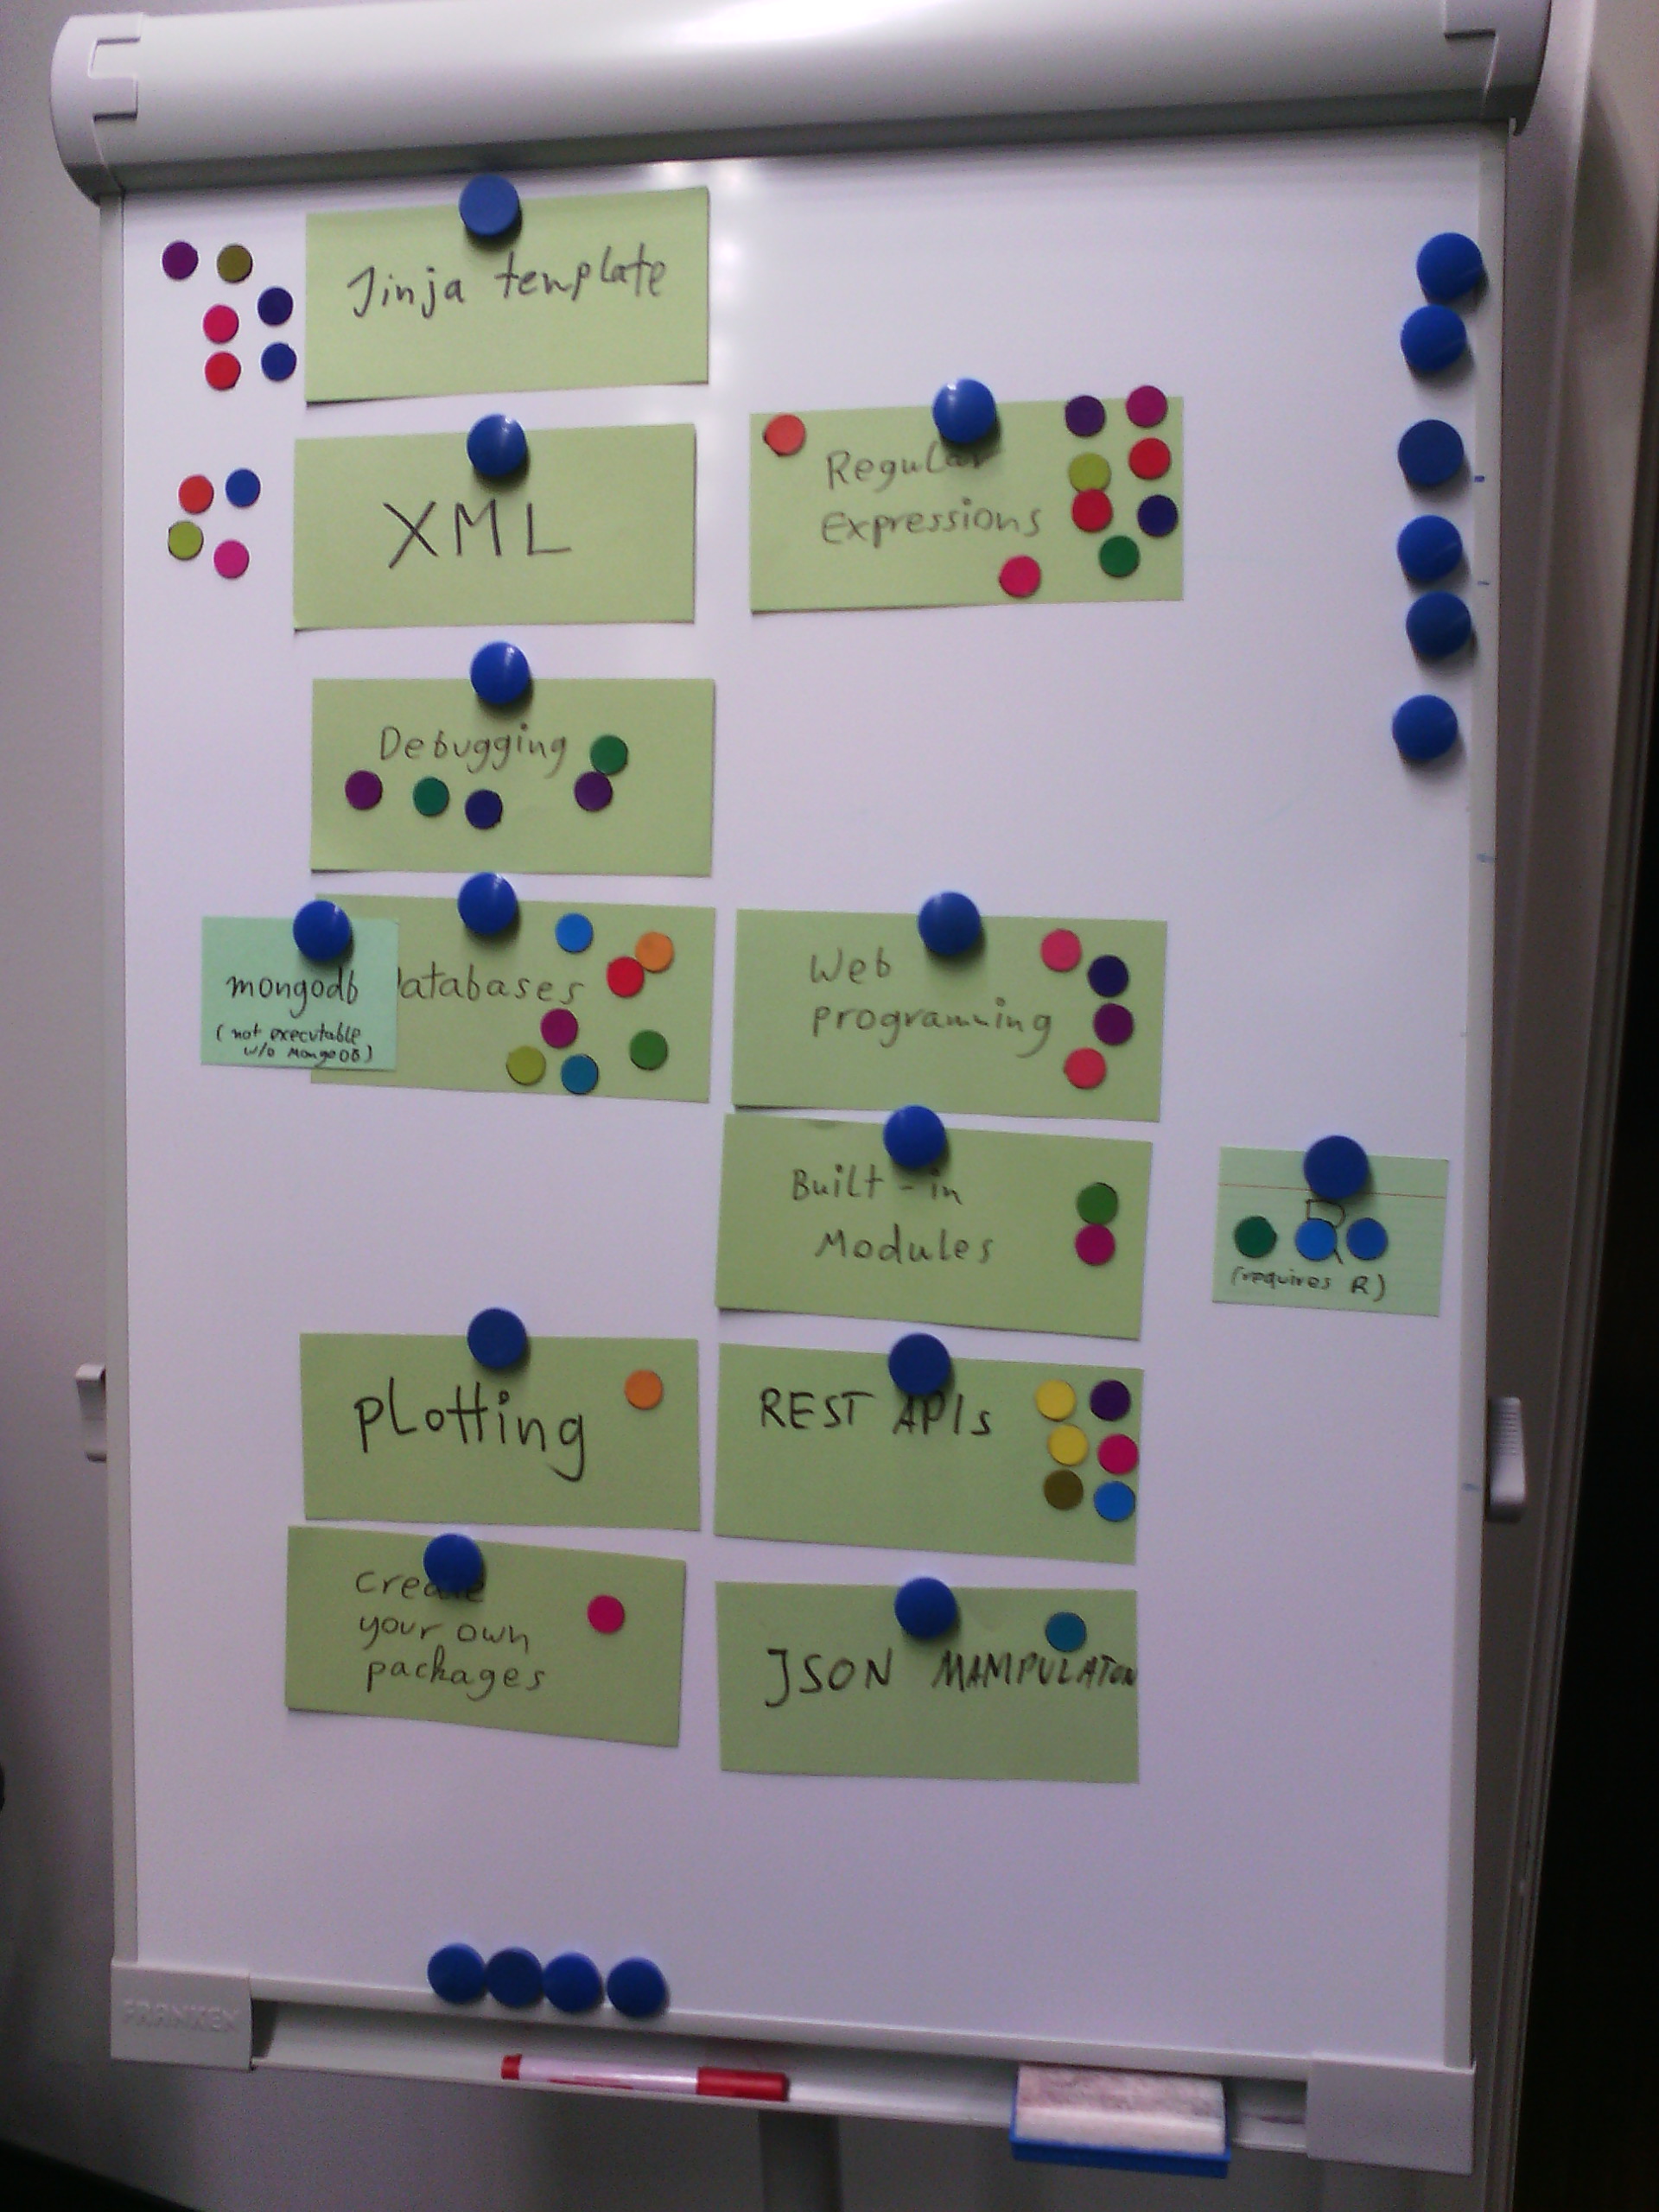 Jinja template
XML
Regular
Expressions
Debugging
mongodb
(not executable
w/o MongoDB)
Databases
Web
programming
Built-in
Modules
R
(requires R)
plotting
REST APIs
Create
your own
packages
JSON MANIPULATION
FRANKEN